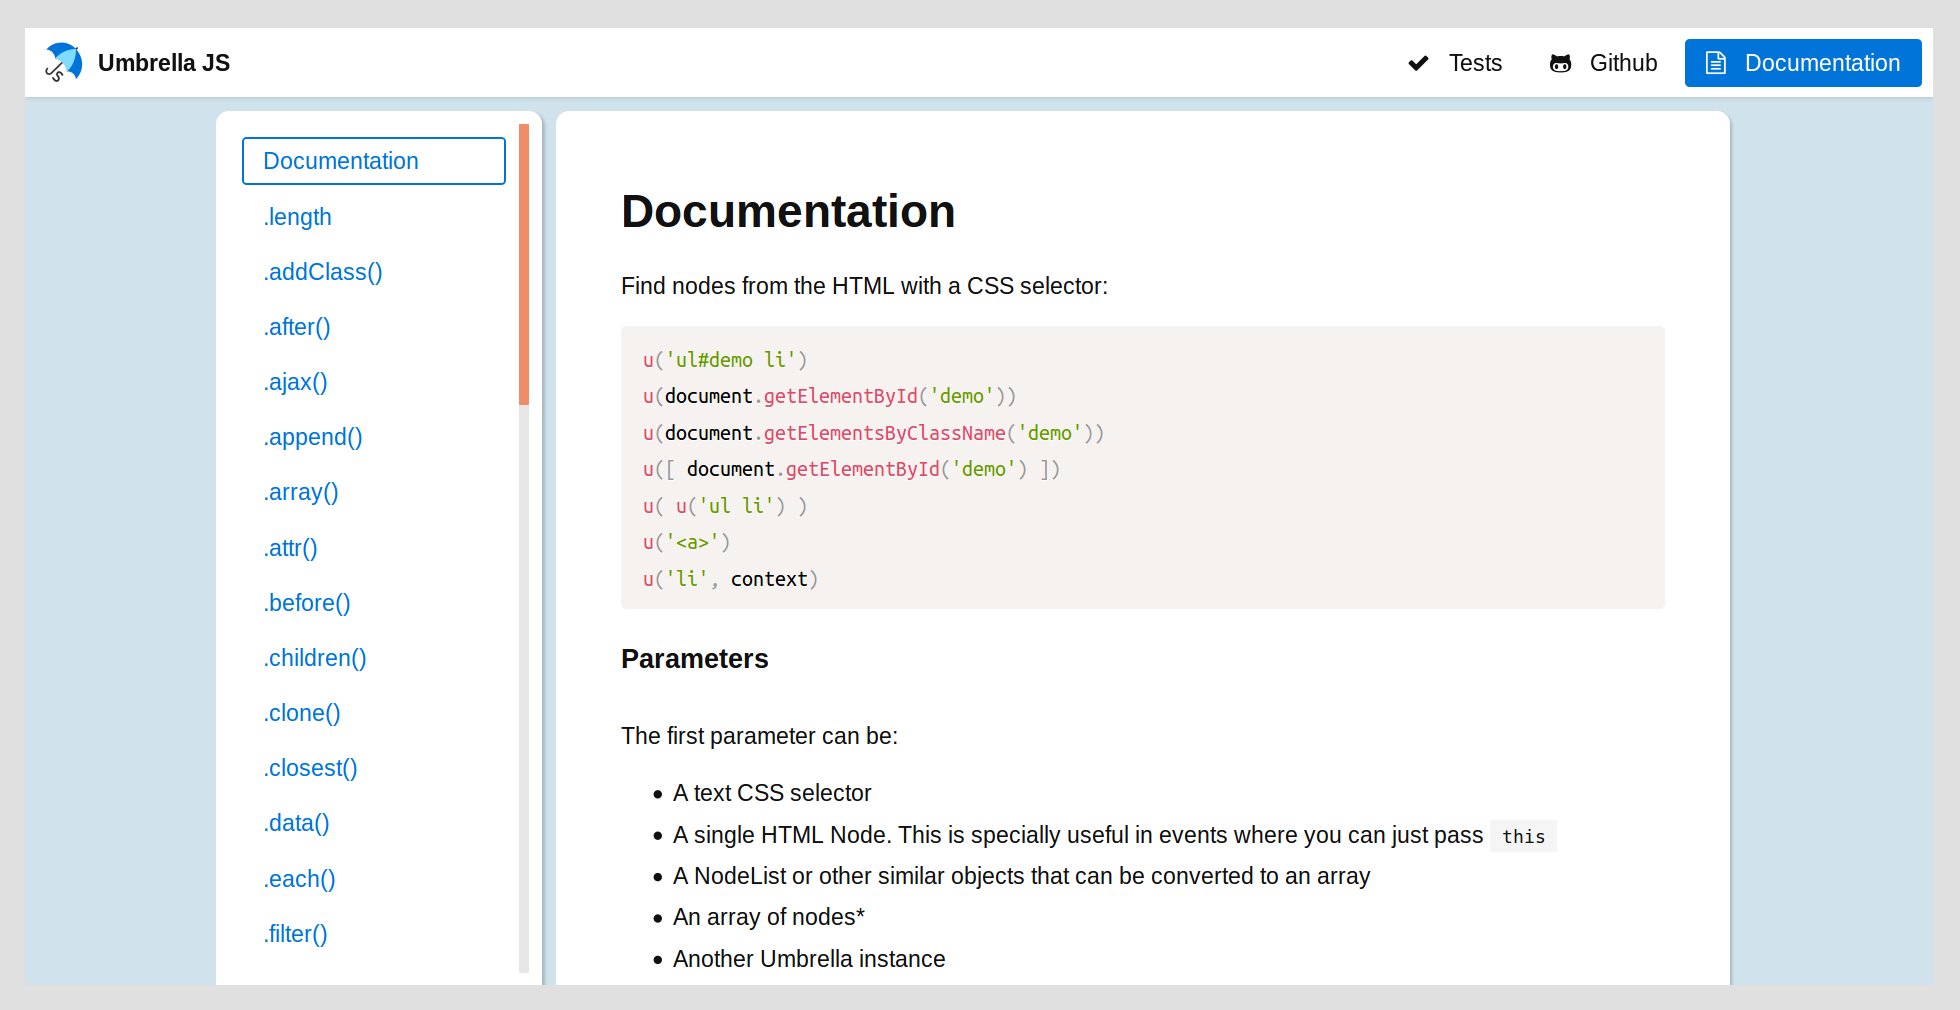 Umbrella JS
Tests
Github
Documentation
Documentation
.length
.addClass()
.after()
.ajax()
.append()
.array()
.attr()
.before()
.children()
.clone()
.closest()
.data()
.each()
.filter()
Documentation
Find nodes from the HTML with a CSS selector:
u('ul#demo li')
u(document.getElementById('demo'))
u(document.getElementsByClassName('demo'))
u([ document.getElementById('demo') ])
u( u('ul li') )
u('<a>')
u('li', context)
Parameters
The first parameter can be:
A text CSS selector
A single HTML Node. This is specially useful in events where you can just pass this
A NodeList or other similar objects that can be converted to an array
An array of nodes*
Another Umbrella instance